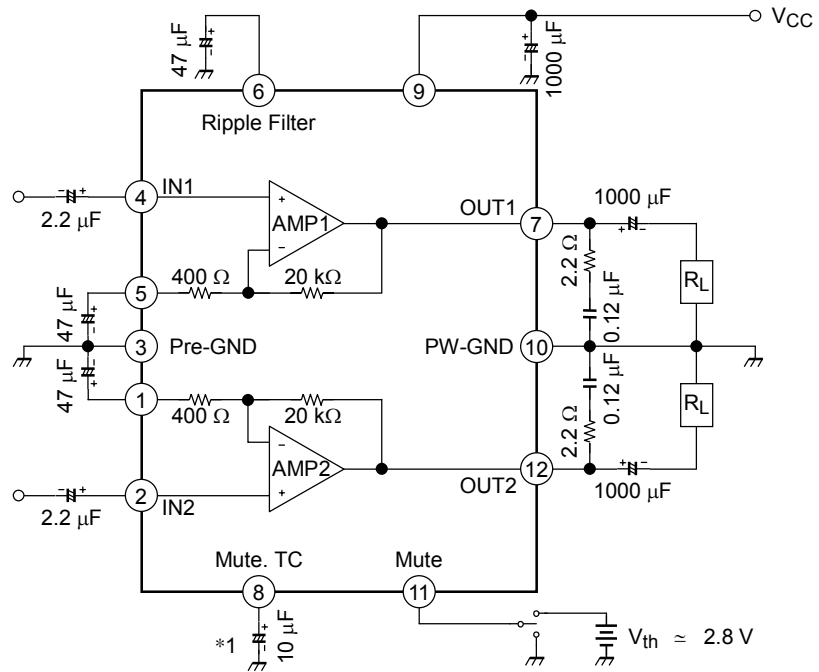 47 µF
1000 µF
VCC
6
9
Ripple Filter
4
IN1
2.2 µF
+
AMP1
−
OUT1
7
1000 µF
2.2 Ω
0.12 µF
RL
5
400 Ω
20 kΩ
47 µF
3
Pre-GND
PW-GND
10
47 µF
1
400 Ω
20 kΩ
0.12 µF
2.2 Ω
RL
−
AMP2
+
2
IN2
2.2 µF
OUT2
12
1000 µF
Mute. TC
Mute
8
11
*1
10 µF
Vth ≃ 2.8 V